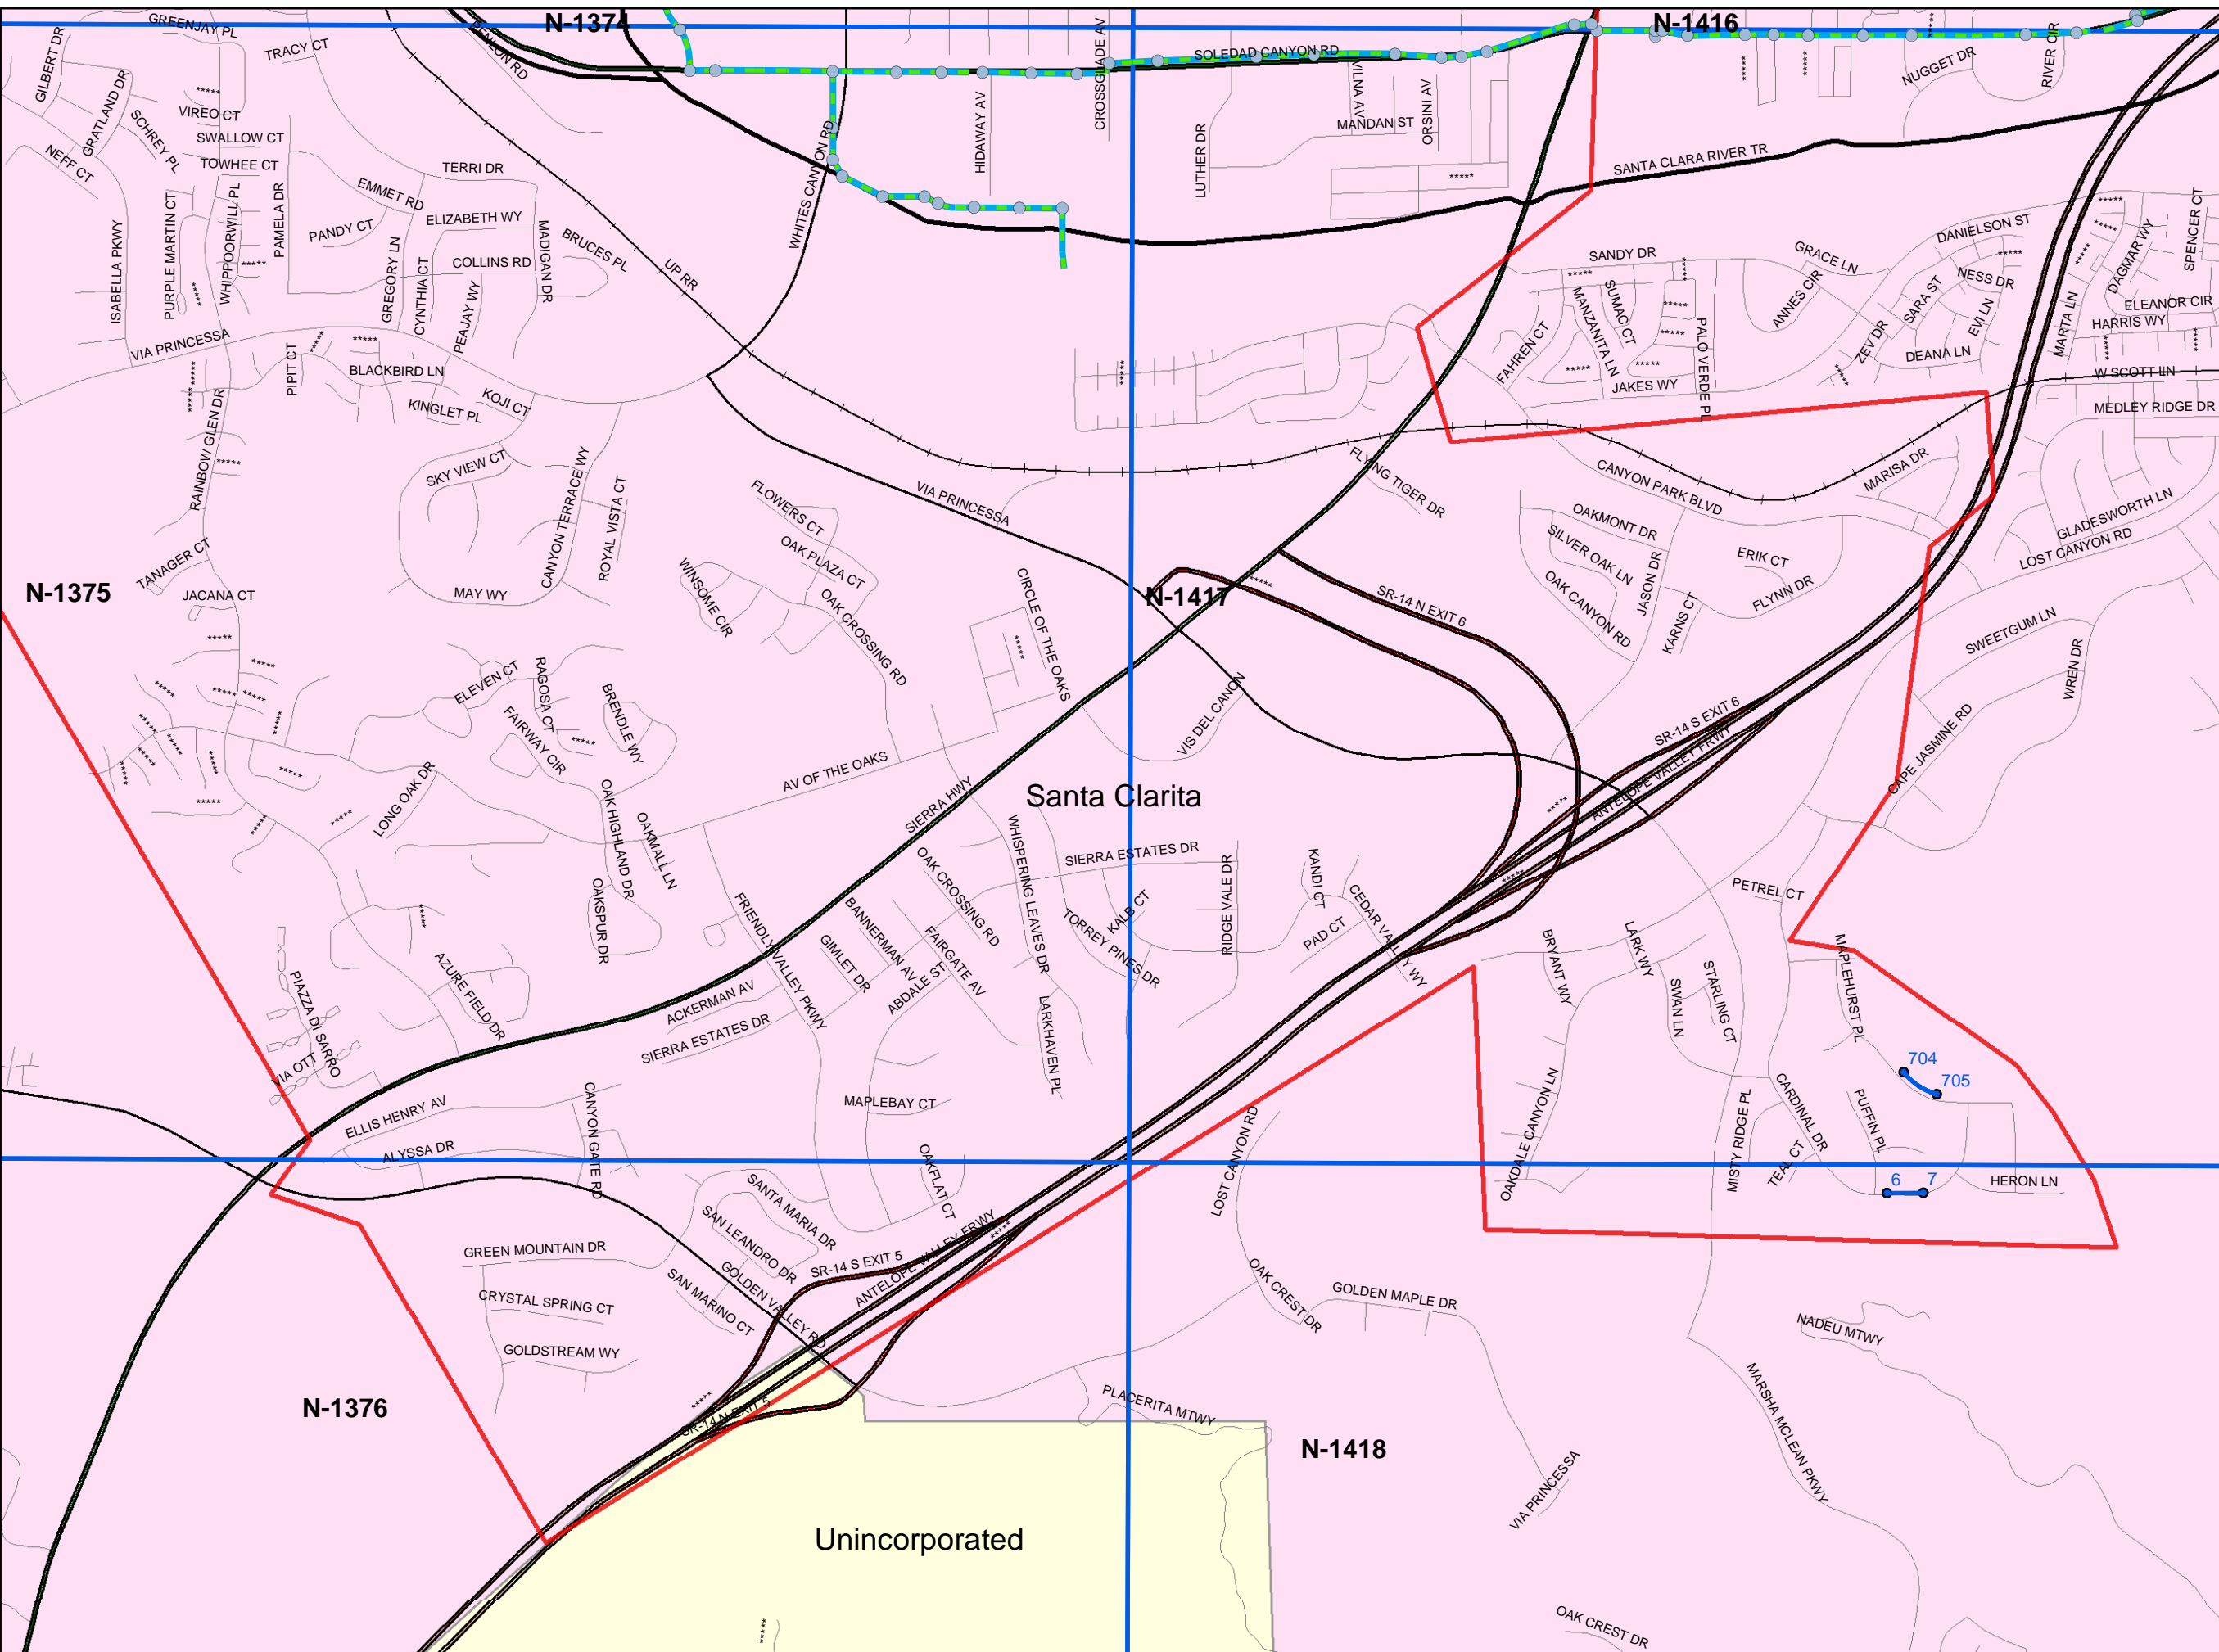 N-1374
N-1416
GREENJAY PL
TRACY CT
PENLON RD
SOLEDAD CANYON RD
CROSSGLADE AV
GILBERT DR
GRATLAND DR
VIREO CT
SCHREY PL
SWALLOW CT
TOWHEE CT
NEFF CT
TERRI DR
EMMET RD
ELIZABETH WY
PANDY CT
PAMELA DR
WHIPPOORWILL PL
PURPLE MARTIN CT
ISABELLA PKWY
GREGORY LN
CYNTHIA CT
COLLINS RD
PEAJAY WY
MADIGAN DR
BRUCES PL
UP RR
WHITES CANYON RD
HIDAWAY AV
LUTHER DR
VILNA AV
MANDAN ST
ORSINI AV
NUGGET DR
RIVER CIR
SANTA CLARA RIVER TR
SANDY DR
GRACE LN
DANIELSON ST
NESS DR
SARA ST
EVI LN
ANNES CIR
ZEV DR
DEANA LN
MARTA LN
DAGMAR WY
SPENCER CT
ELEANOR CIR
HARRIS WY
W SCOTT LN
MEDLEY RIDGE DR
FAHREN CT
MANZANITA LN
SUMAC CT
PALO VERDE PL
JAKES WY
VIA PRINCESSA
PIPIT CT
BLACKBIRD LN
KINGLET PL
KOJI CT
RAINBOW GLEN DR
SKY VIEW CT
CANYON TERRACE WY
ROYAL VISTA CT
MAY WY
FLOWERS CT
OAK PLAZA CT
WINSOME CIR
OAK CROSSING RD
VIA PRINCESSA
FLYING TIGER DR
CANYON PARK BLVD
MARISA DR
GLADESWORTH LN
LOST CANYON RD
OAKMONT DR
SILVER OAK LN
OAK CANYON RD
JASON DR
ERIK CT
FLYNN DR
KARNS CT
SWEETGUM LN
WREN DR
CAPE JASMINE RD
N-1375
TANAGER CT
JACANA CT
N-1417
SR-14 N EXIT 6
CIRCLE OF THE OAKS
VIS DEL CANON
SR-14 S EXIT 6
ANTELOPE VALLEY FRWY
ELEVEN CT
RAGOSA CT
FAIRWAY CIR
BRENDLE WY
LONG OAK DR
OAK HIGHLAND DR
OAKMALL LN
OAKSPUR DR
AV OF THE OAKS
SIERRA HWY
Santa Clarita
WHISPERING LEAVES DR
SIERRA ESTATES DR
OAK CROSSING RD
KALB CT
TORREY PINES DR
RIDGE VALE DR
KANDI CT
PAD CT
CEDAR VALLEY WY
PETREL CT
BRYANT WY
LARK WY
SWAN LN
STARLING CT
MAPLEHURST PL
FRIENDLY VALLEY PKWY
BANNERMAN AV
GIMLET DR
FAIRGATE AV
ABDALE ST
LARKHAVEN PL
AZURE FIELD DR
ACKERMAN AV
SIERRA ESTATES DR
PIAZZA DI SARRO
VIA OTT
704
705
ELLIS HENRY AV
ALYSSA DR
CANYON GATE RD
MAPLEBAY CT
OAKFLAT CT
LOST CANYON RD
OAKDALE CANYON LN
MISTY RIDGE PL
CARDINAL DR
TEAL CT
PUFFIN PL
6
7
HERON LN
SANTA MARIA DR
SAN LEANDRO DR
SAN MARINO CT
GOLDEN VALLEY RD
GREEN MOUNTAIN DR
CRYSTAL SPRING CT
GOLDSTREAM WY
SR-14 S EXIT 5
ANTELOPE VALLEY FRWY
SR-14 N EXIT 5
OAK CREST DR
GOLDEN MAPLE DR
NADEU MTWY
MARSHA MCLEAN PKWY
PLACERITA MTWY
N-1376
N-1418
VIA PRINCESSA
Unincorporated
OAK CREST DR